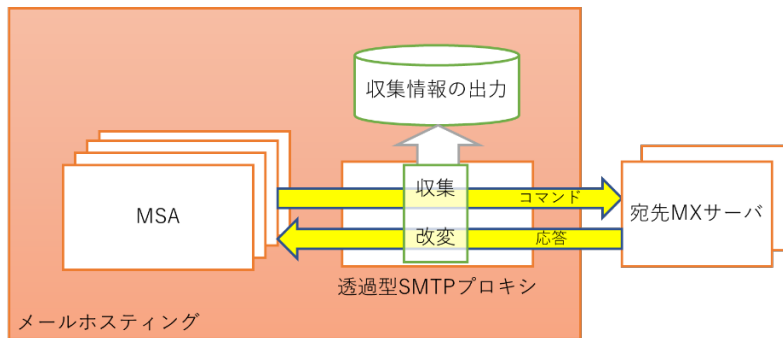 収集情報の出力
MSA
収集
コマンド
改変
応答
宛先MXサーバ
透過型SMTPプロキシ
メールホスティング